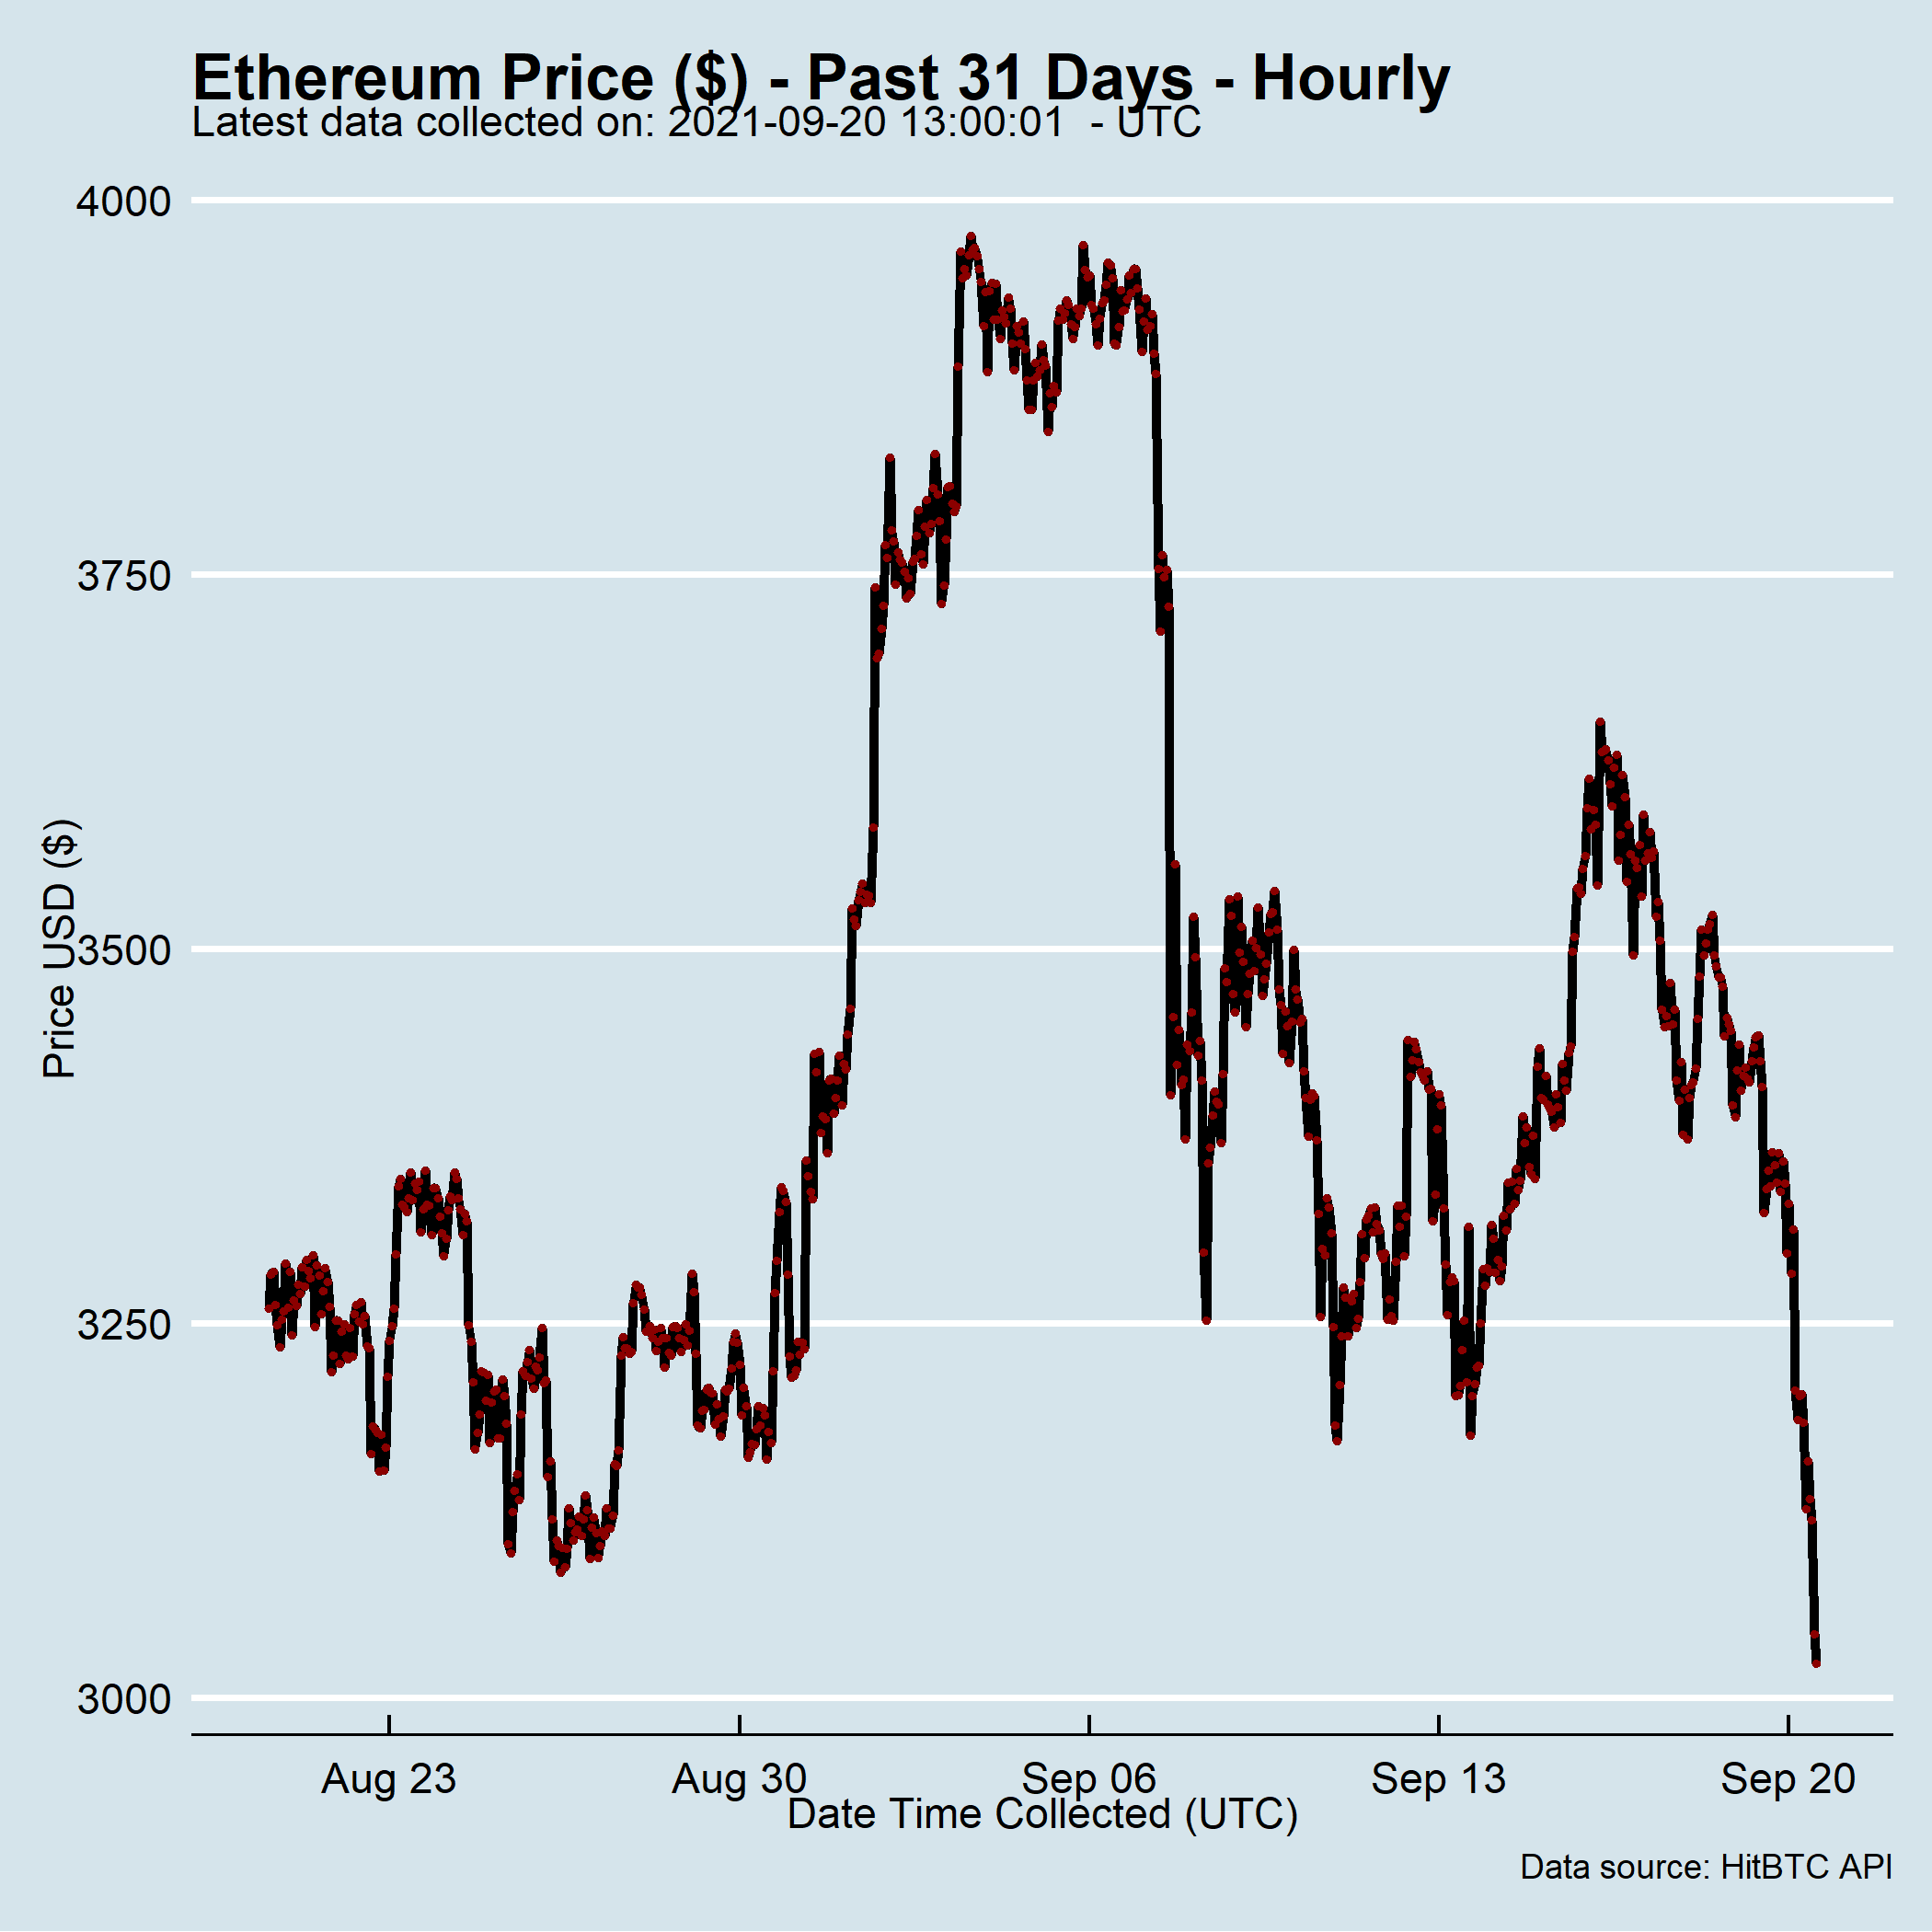 Ethereum Price ($) - Past 31 Days - Hourly
Latest data collected on: 2021-09-20 13:00:01  - UTC
4000
3750
3500
3250
3000
Price USD ($)
Aug 23
Aug 30
Sep 06
Sep 13
Sep 20
Date Time Collected (UTC)
Data source: HitBTC API